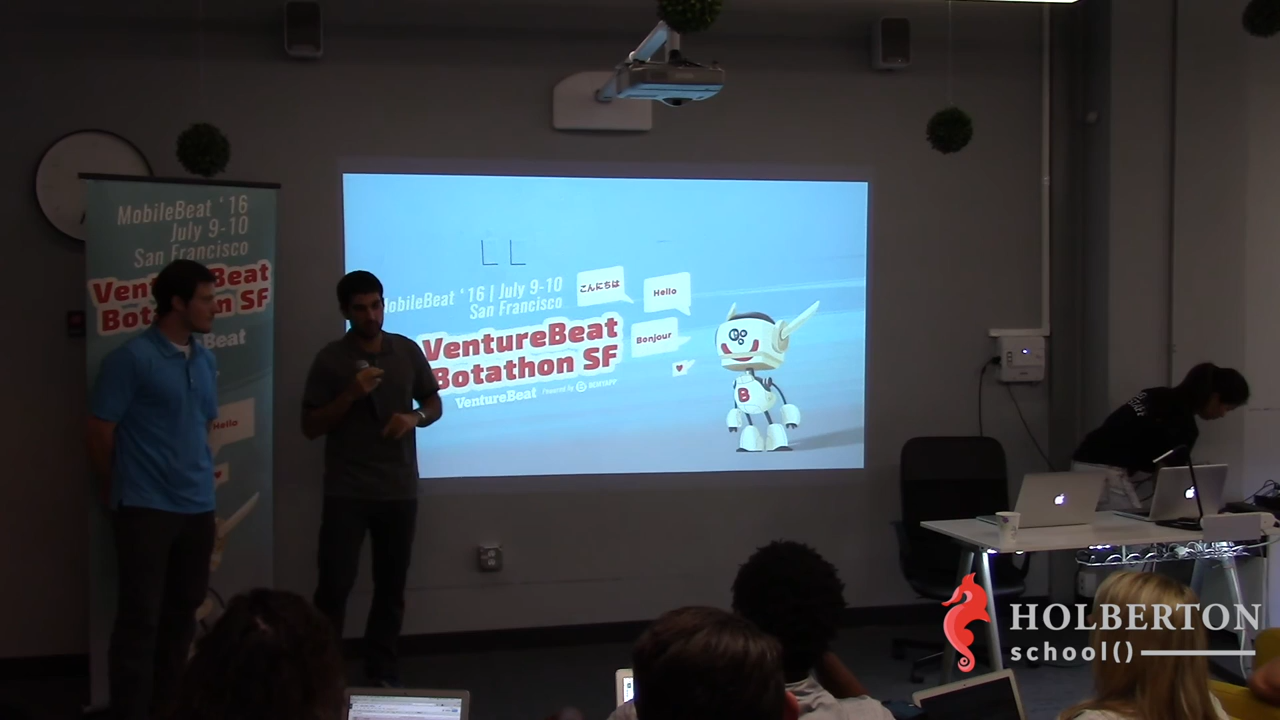 MobileBeat '16
July 9-10
San Francisco
VentureBeat
Botathon SF
Beat
Hello
MobileBeat '16 | July 9-10
San Francisco
VentureBeat
Botathon SF
VentureBeat
Powered by
こんにちは
Hello
Bonjour
B
HOLBERTON
school()